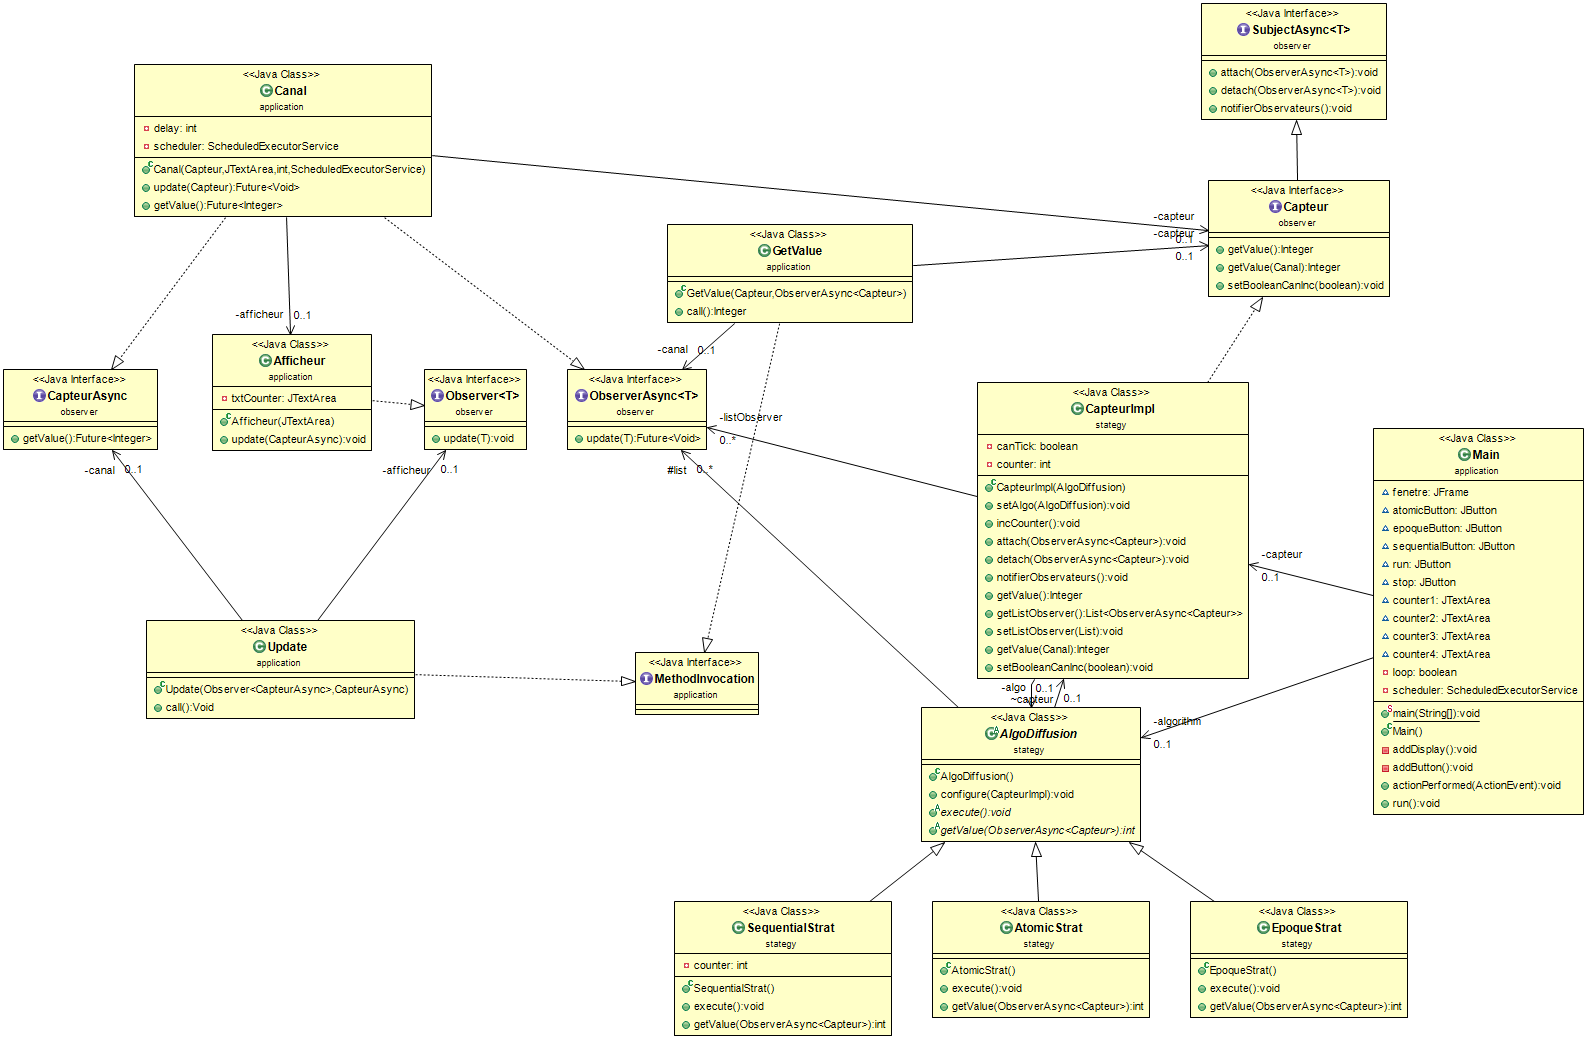 <<Java Interface>>
SubjectAsync<T>
observer
attach(ObserverAsync<T>):void
detach(ObserverAsync<T>):void
notifierObservateurs():void
<<Java Class>>
Canal
application
delay: int
scheduler: ScheduledExecutorService
Canal(Capteur,JTextArea,int,ScheduledExecutorService)
update(Capteur):Future<Void>
getValue():Future<Integer>
<<Java Interface>>
Capteur
observer
getValue():Integer
getValue(Canal):Integer
setBooleanCanInc(boolean):void
-capteur
0..1
-capteur
0..1
<<Java Class>>
GetValue
application
GetValue(Capteur,ObserverAsync<Capteur>)
call():Integer
-afficheur 0..1
-canal 0..1
<<Java Class>>
Afficheur
application
txtCounter: JTextArea
Afficheur(JTextArea)
update(CapteurAsync):void
<<Java Interface>>
CapteurAsync
observer
getValue():Future<Integer>
<<Java Interface>>
Observer<T>
observer
update(T):void
<<Java Interface>>
ObserverAsync<T>
observer
update(T):Future<Void>
-listObserver
0..*
-canal 0..1
-afficheur 0..1
#list 0..*
<<Java Class>>
CapteurImpl
stategy
canTick: boolean
counter: int
CapteurImpl(AlgoDiffusion)
setAlgo(AlgoDiffusion):void
incCounter():void
attach(ObserverAsync<Capteur>):void
detach(ObserverAsync<Capteur>):void
notifierObservateurs():void
getValue():Integer
getListObserver():List<ObserverAsync<Capteur>>
setListObserver(List):void
getValue(Canal):Integer
setBooleanCanInc(boolean):void
<<Java Class>>
Main
application
fenetre: JFrame
atomicButton: JButton
epoqueButton: JButton
sequentialButton: JButton
run: JButton
stop: JButton
counter1: JTextArea
counter2: JTextArea
counter3: JTextArea
counter4: JTextArea
loop: boolean
scheduler: ScheduledExecutorService
main(String[]):void
Main()
addDisplay():void
addButton():void
actionPerformed(ActionEvent):void
run():void
-capteur
0..1
<<Java Class>>
Update
application
Update(Observer<CapteurAsync>,CapteurAsync)
call():Void
<<Java Interface>>
MethodInvocation
application
-algo 0..1
~capteur 0..1
-algorithm
0..1
<<Java Class>>
AlgoDiffusion
stategy
AlgoDiffusion()
configure(CapteurImpl):void
execute():void
getValue(ObserverAsync<Capteur>):int
<<Java Class>>
SequentialStrat
stategy
counter: int
SequentialStrat()
execute():void
getValue(ObserverAsync<Capteur>):int
<<Java Class>>
AtomicStrat
stategy
AtomicStrat()
execute():void
getValue(ObserverAsync<Capteur>):int
<<Java Class>>
EpoqueStrat
stategy
EpoqueStrat()
execute():void
getValue(ObserverAsync<Capteur>):int